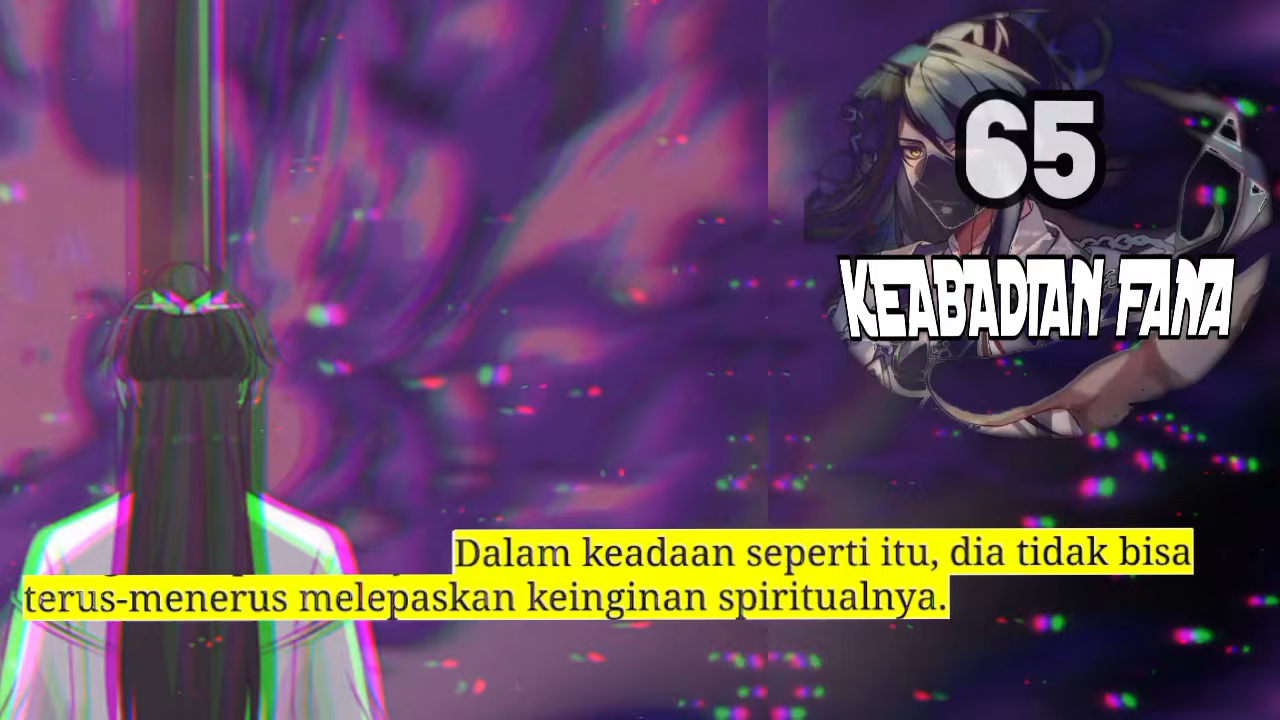 65
KEABADIAN FANA
Dalam keadaan seperti itu, dia tidak bisa
terus-menerus melepaskan keinginan spiritualnya.